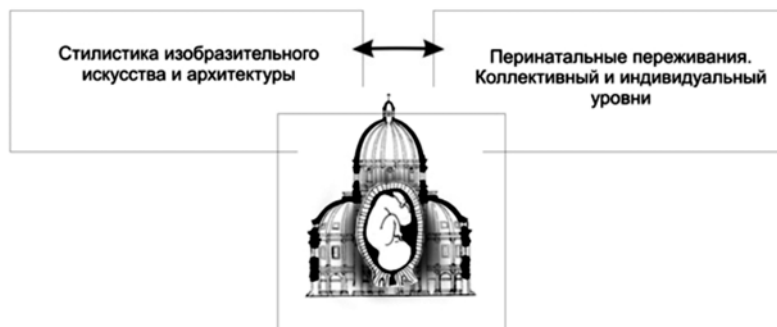 Стилистика изобразительного
искусства и архитектуры
Перинатальные переживания.
Коллективный и индивидуальный
уровни